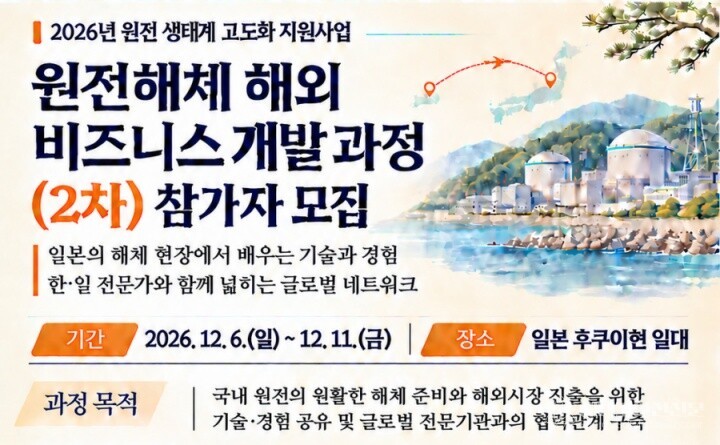 2026년 원전 생태계 고도화 지원사업
원전해체 해외
비즈니스 개발 과정
(2차) 참가자 모집
일본의 해체 현장에서 배우는 기술과 경험
한·일 전문가와 함께 넓히는 글로벌 네트워크
기간 2026. 12. 6.(일) ~ 12. 11.(금) 장소 일본 후쿠이현 일대
과정 목적 국내 원전의 원활한 해체 준비와 해외시장 진출을 위한
기술·경험 공유 및 글로벌 전문기관과의 협력관계 구축